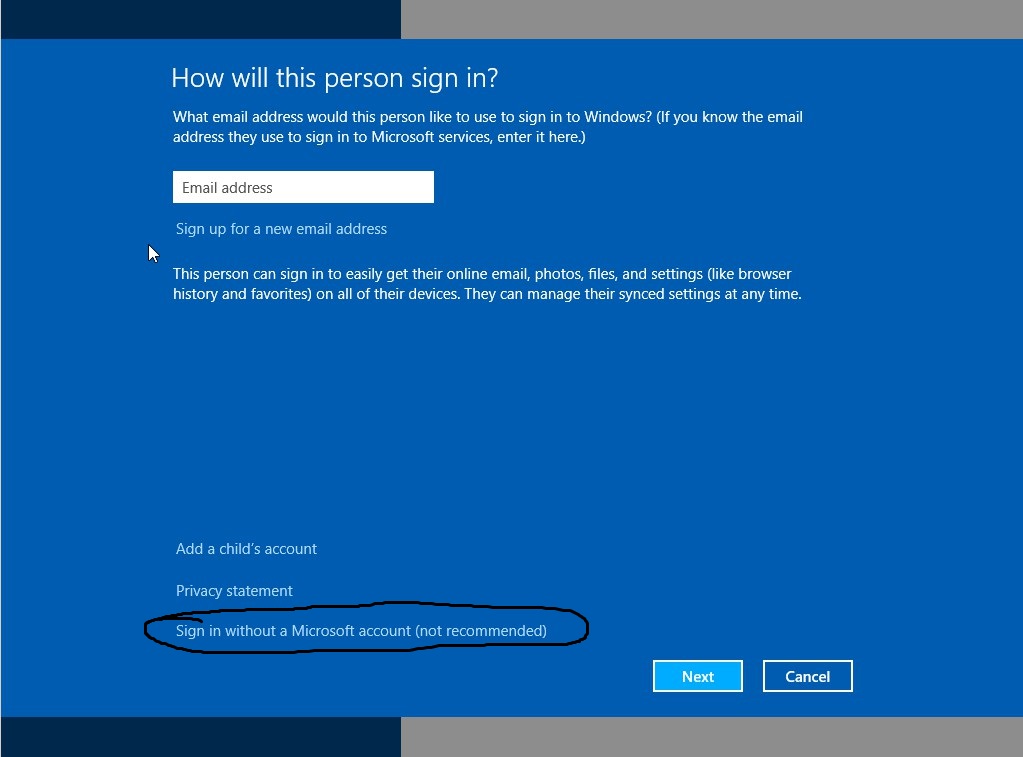 How will this person sign in?
What email address would this person like to use to sign in to Windows? (If you know the email
address they use to sign in to Microsoft services, enter it here.)
Email address
Sign up for a new email address
This person can sign in to easily get their online email, photos, files, and settings (like browser
history and favorites) on all of their devices. They can manage their synced settings at any time.
Add a child's account
Privacy statement
Sign in without a Microsoft account (not recommended)
Next Cancel